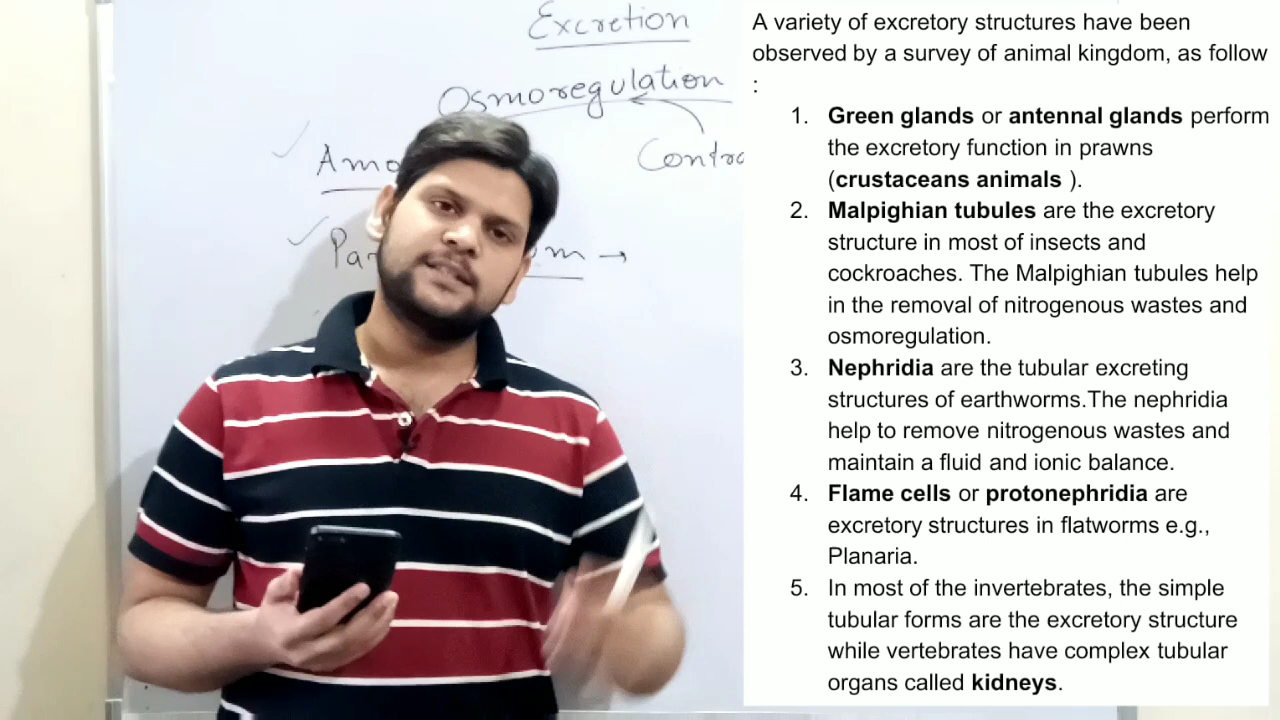 Excretion
Osmoregulation
A variety of excretory structures have been
observed by a survey of animal kingdom, as follow
:
1. Green glands or antennal glands perform
the excretory function in prawns
(crustaceans animals ).
2. Malpighian tubules are the excretory
structure in most of insects and
cockroaches. The Malpighian tubules help
in the removal of nitrogenous wastes and
osmoregulation.
3. Nephridia are the tubular excreting
structures of earthworms.The nephridia
help to remove nitrogenous wastes and
maintain a fluid and ionic balance.
4. Flame cells or protonephridia are
excretory structures in flatworms e.g.,
Planaria.
5. In most of the invertebrates, the simple
tubular forms are the excretory structure
while vertebrates have complex tubular
organs called kidneys.